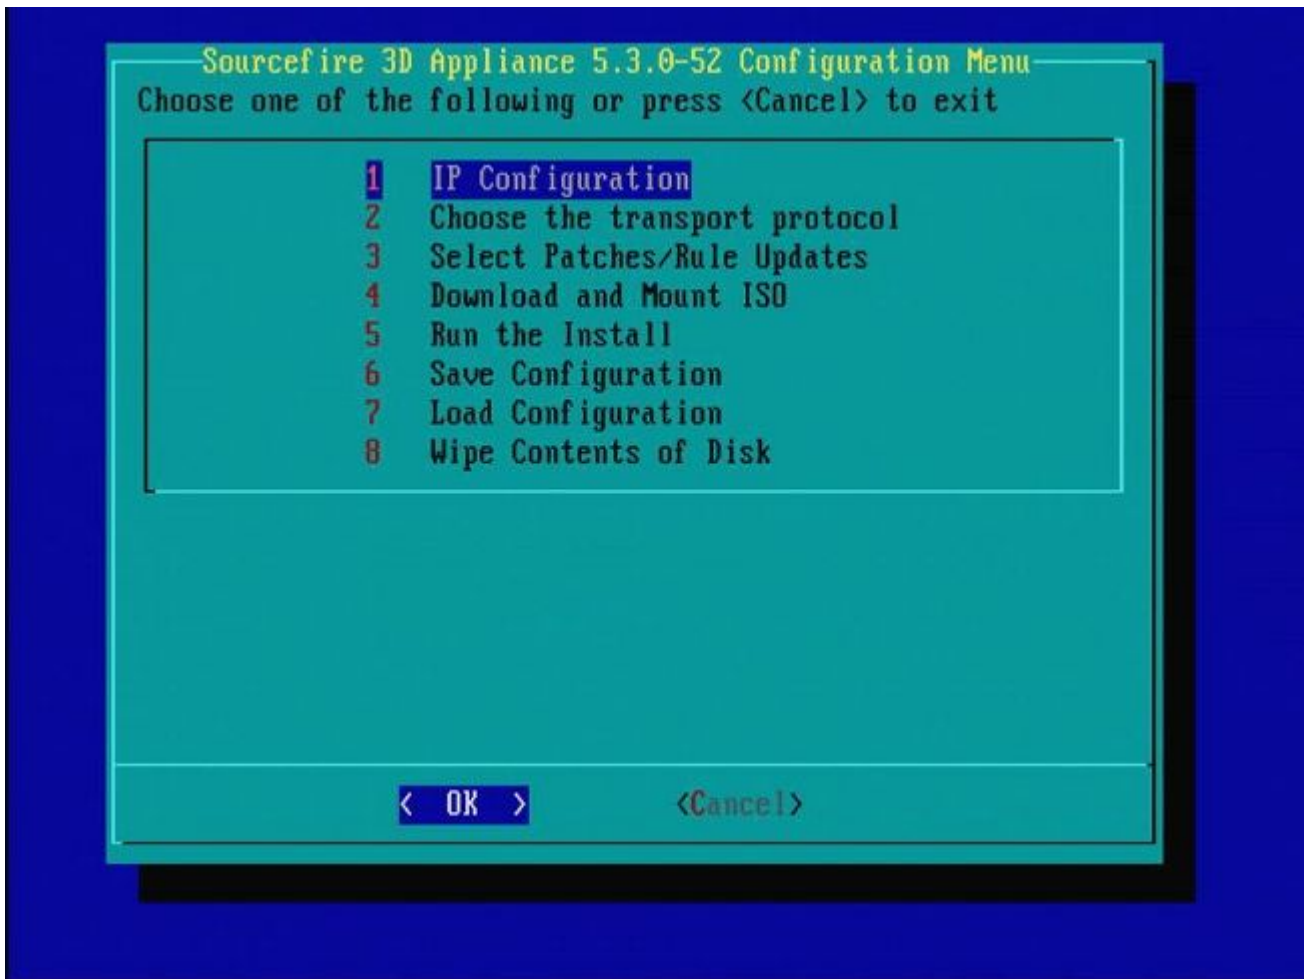 Sourcefire 3D Appliance 5.3.0-52 Configuration Menu
Choose one of the following or press <Cancel> to exit
1 IP Configuration
2 Choose the transport protocol
3 Select Patches/Rule Updates
4 Download and Mount ISO
5 Run the Install
6 Save Configuration
7 Load Configuration
8 Wipe Contents of Disk
< OK > <Cancel>